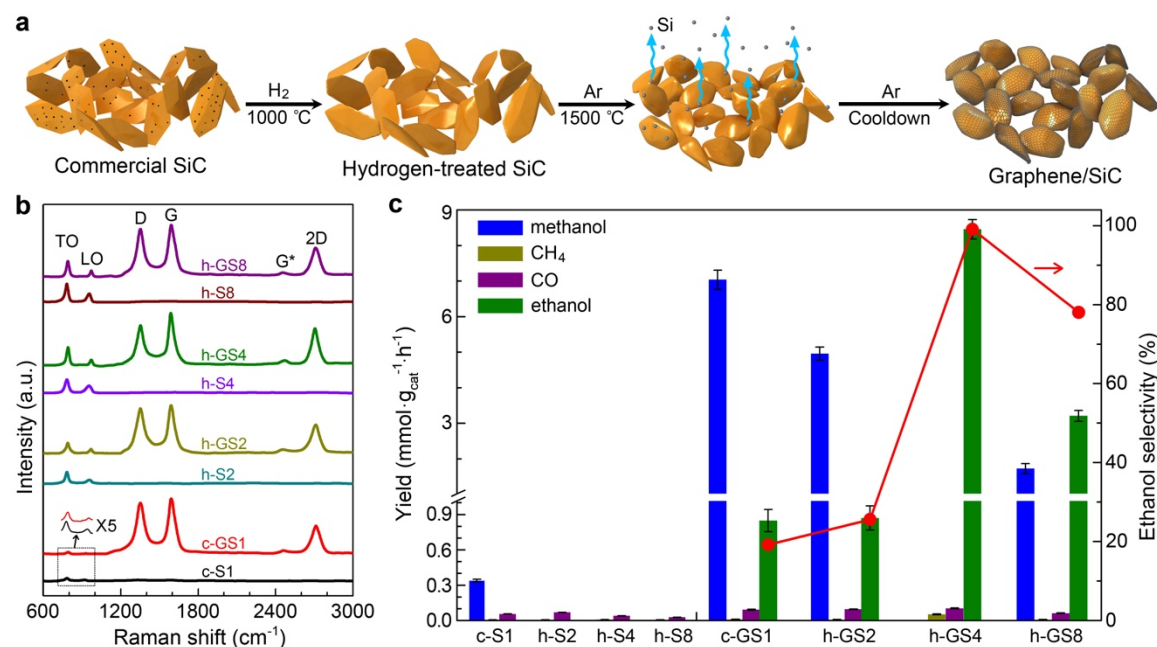 a
Si
H₂
1000 ℃
Ar
1500 ℃
Ar
Cooldown
Commercial SiC
Hydrogen-treated SiC
Graphene/SiC
b
D
G
TO
LO
G*
2D
h-GS8
h-S8
h-GS4
h-S4
h-GS2
h-S2
X5
c-GS1
c-S1
Intensity (a.u.)
600 1200 1800 2400 3000
Raman shift (cm⁻¹)
c
methanol
CH₄
CO
ethanol
9
6
3
0.9
0.6
0.3
0.0
Yield (mmol·g_cat⁻¹·h⁻¹)
100
80
60
40
20
0
Ethanol selectivity (%)
c-S1 h-S2 h-S4 h-S8 c-GS1 h-GS2 h-GS4 h-GS8